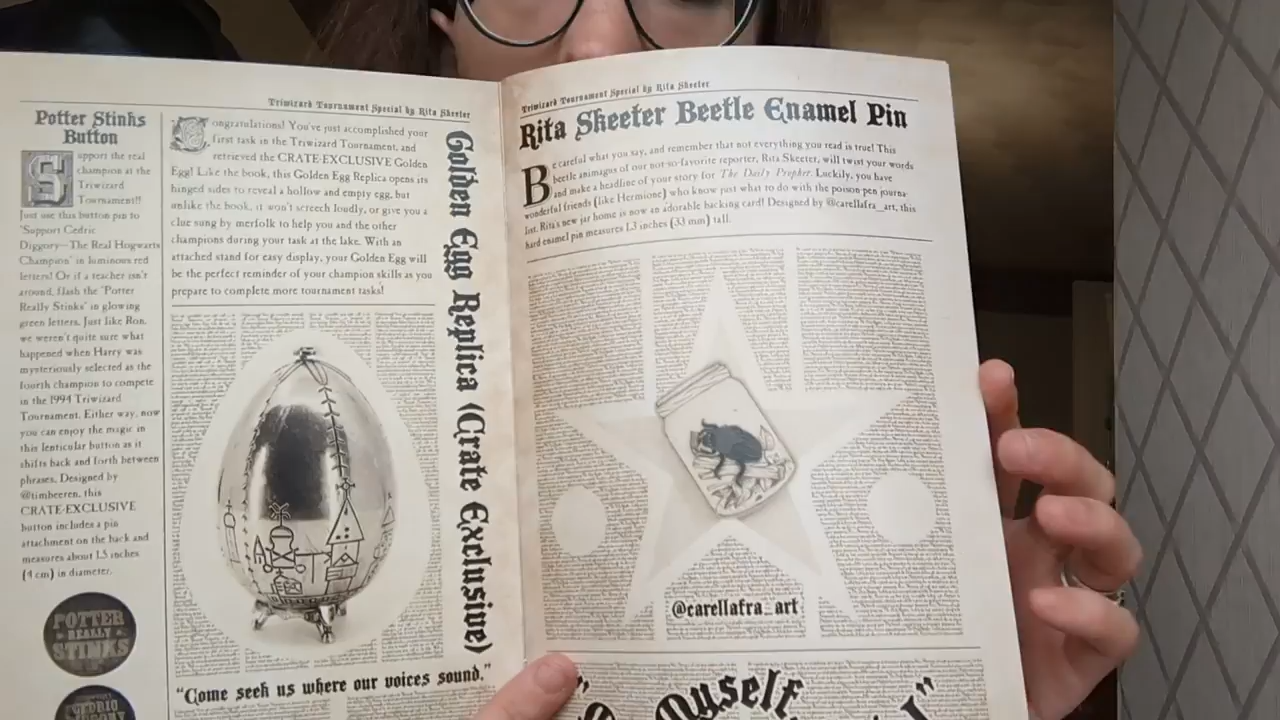 Triwizard Tournament Special by Rita Skeeter
Potter Stinks
Button
Support the real
champion at the
Triwizard
Tournament!!
Just use this button pin to
"Support Cedric
Diggory—The Real Hogwarts
Champion" in luminous red
letters! Or if a teacher isn't
around, flash the "Potter
Really Stinks" in glowing
green letters. Just like Ron,
we weren't quite sure what
happened when Harry was
mysteriously selected as the
fourth champion to compete
in the 1994 Triwizard
Tournament. Either way, now
you can enjoy the magic in
this lenticular button as it
shifts back and forth between
phrases. Designed by
@timbeeren, this
CRATE-EXCLUSIVE
button includes a pin
attachment on the back and
measures about 1.5 inches
(4 cm) in diameter.
POTTER
REALLY
STINKS
Congratulations! You've just accomplished your
first task in the Triwizard Tournament, and
retrieved the CRATE-EXCLUSIVE Golden
Egg! Like the book, this Golden Egg Replica opens its
hinged sides to reveal a hollow and empty egg, but
unlike the book, it won't screech loudly, or give you a
clue sung by merfolk to help you and the other
champions during your task at the lake. With an
attached stand for easy display, your Golden Egg will
be the perfect reminder of your champion skills as you
prepare to complete more tournament tasks!
Golden Egg Replica (Crate Exclusive)
"Come seek us where our voices sound."
Triwizard Tournament Special by Rita Skeeter
Rita Skeeter Beetle Enamel Pin
Be careful what you say, and remember that not everything you read is true! This
beetle animagus of our not-so-favorite reporter, Rita Skeeter, will twist your words
and make a headline of your story for The Daily Prophet. Luckily, you have
wonderful friends (like Hermione) who know just what to do with the poison pen journa-
list. Rita's new jar home is now an adorable backing card! Designed by @carellafra_art, this
hard enamel pin measures 1.3 inches (33 mm) tall.
@carellafra_art
Myself,